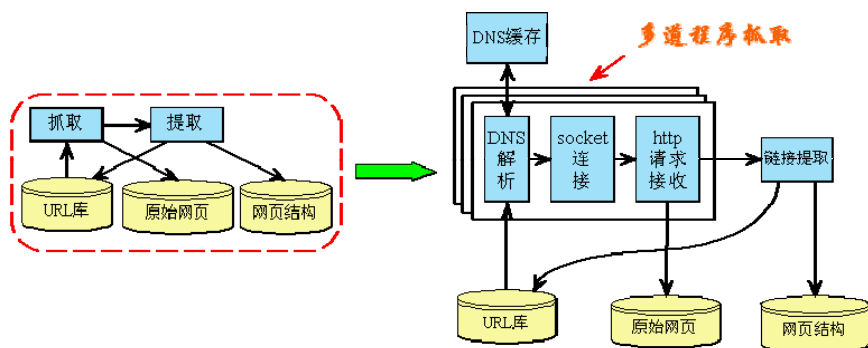 DNS缓存
多道程序抓取
抓取
提取
URL库
原始网页
网页结构
DNS
解
析
socket
连
接
http
请求
接收
链接提取
URL库
原始网页
网页结构